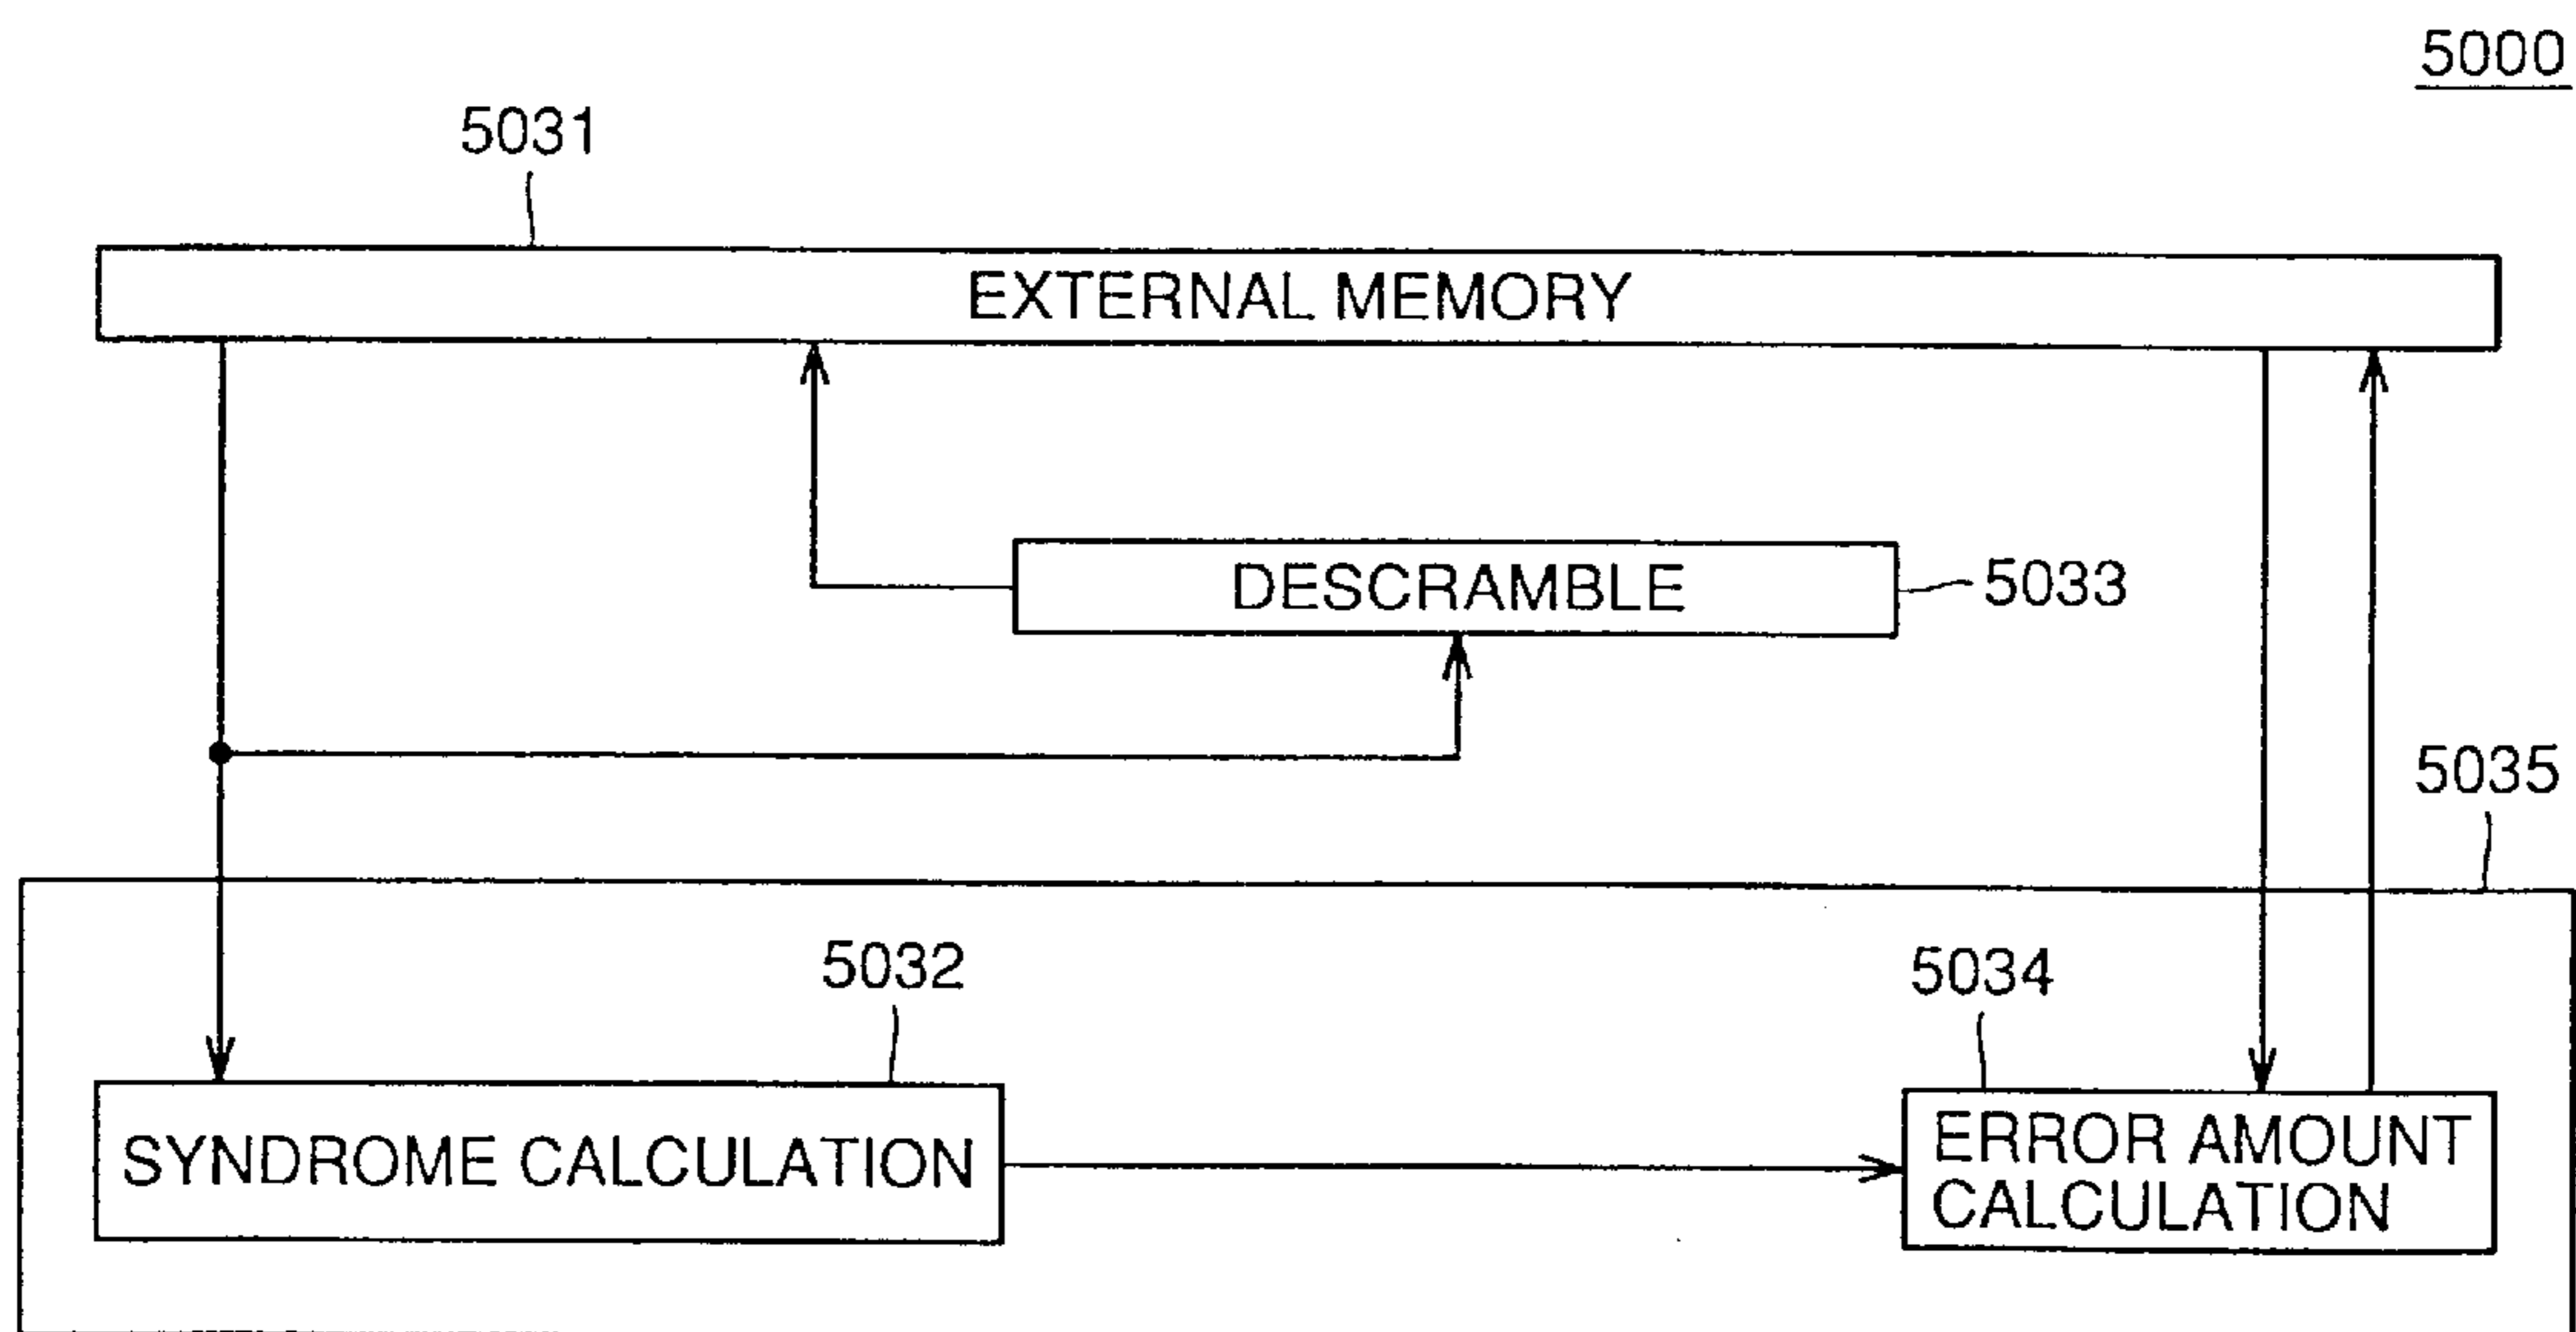 5000
5031
EXTERNAL MEMORY
DESCRAMBLE
5033
5035
5032
5034
SYNDROME CALCULATION
ERROR AMOUNT
CALCULATION